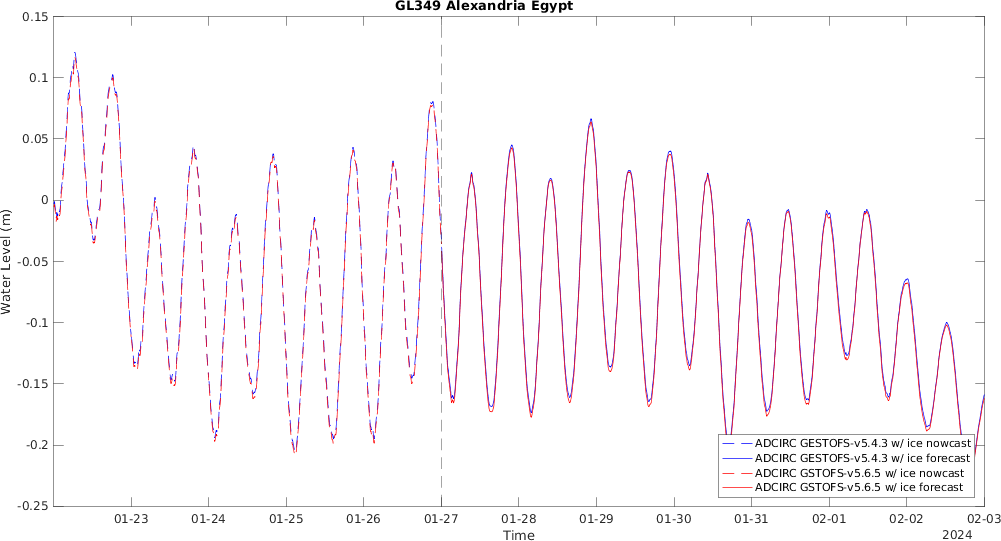 GL349 Alexandria Egypt
0.15
0.1
0.05
0
-0.05
-0.1
-0.15
-0.2
-0.25
Water Level (m)
ADCIRC GESTOFS-v5.4.3 w/ ice nowcast
ADCIRC GESTOFS-v5.4.3 w/ ice forecast
ADCIRC GSTOFS-v5.6.5 w/ ice nowcast
ADCIRC GSTOFS-v5.6.5 w/ ice forecast
01-23 01-24 01-25 01-26 01-27 01-28 01-29 01-30 01-31 02-01 02-02 02-03
Time
2024